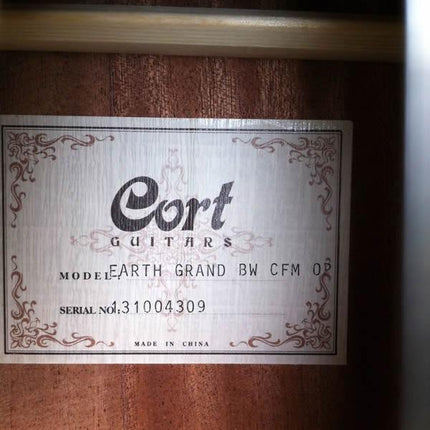 Cort
GUITARS
MODEL. EARTH GRAND BW CFM OP
SERIAL NO. 131004309
MADE IN CHINA